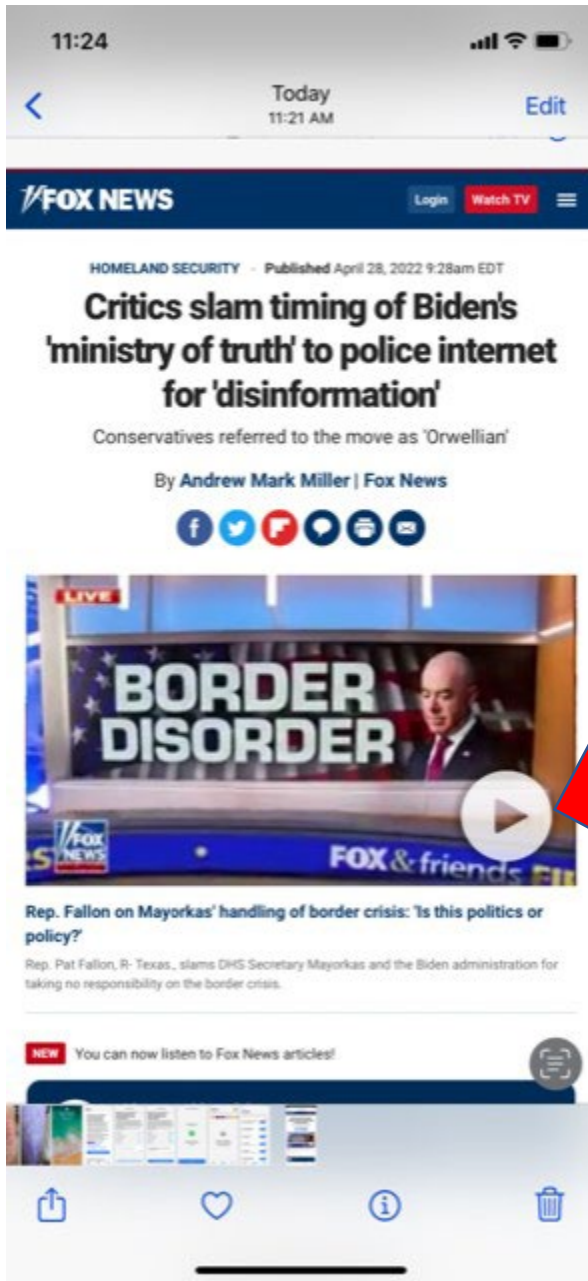 11:24
Today
11:21 AM
Edit
FOX NEWS
Login
Watch TV
HOMELAND SECURITY - Published April 28, 2022 9:28am EDT
Critics slam timing of Biden's
'ministry of truth' to police internet
for 'disinformation'
Conservatives referred to the move as 'Orwellian'
By Andrew Mark Miller | Fox News
LIVE
BORDER
DISORDER
FOX
NEWS
FOX & friends
Rep. Fallon on Mayorkas' handling of border crisis: 'Is this politics or
policy?'
Rep. Pat Fallon, R- Texas., slams DHS Secretary Mayorkas and the Biden administration for
taking no responsibility on the border crisis.
NEW You can now listen to Fox News articles!